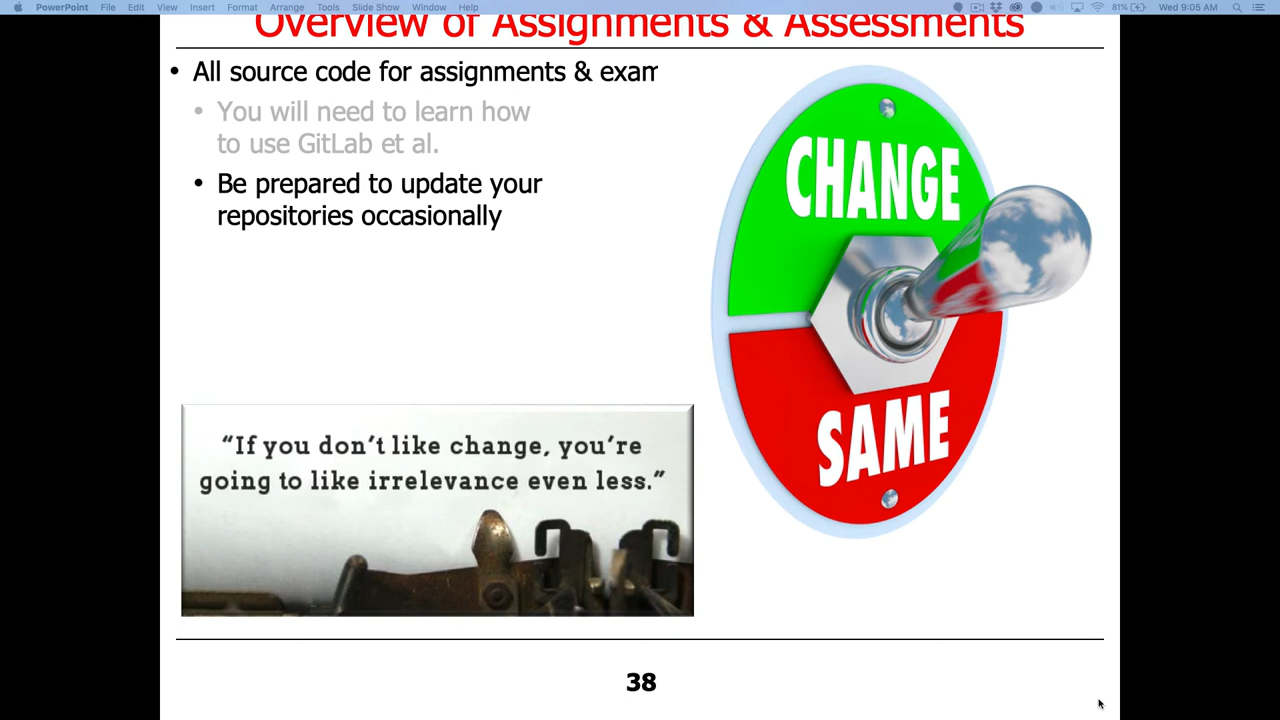 PowerPoint File Edit View Insert Format Arrange Tools Slide Show Window Help 81% Wed 9:05 AM
Overview of Assignments & Assessments
• All source code for assignments & exam
• You will need to learn how
to use GitLab et al.
• Be prepared to update your
repositories occasionally
CHANGE
SAME
“If you don’t like change, you’re
going to like irrelevance even less.”
38